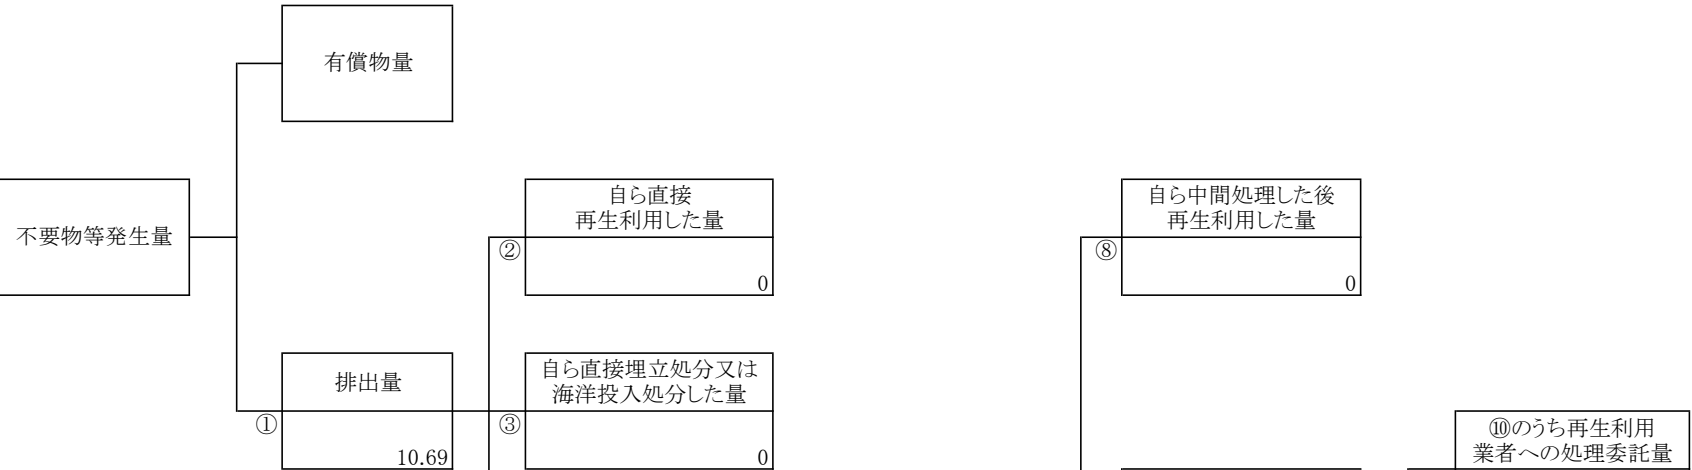 有償物量
不要物等発生量
自ら直接
再生利用した量
②
0
自ら中間処理した後
再生利用した量
⑧
0
排出量
①
10.69
自ら直接埋立処分又は
海洋投入処分した量
③
0
⑩のうち再生利用
業者への処理委託量